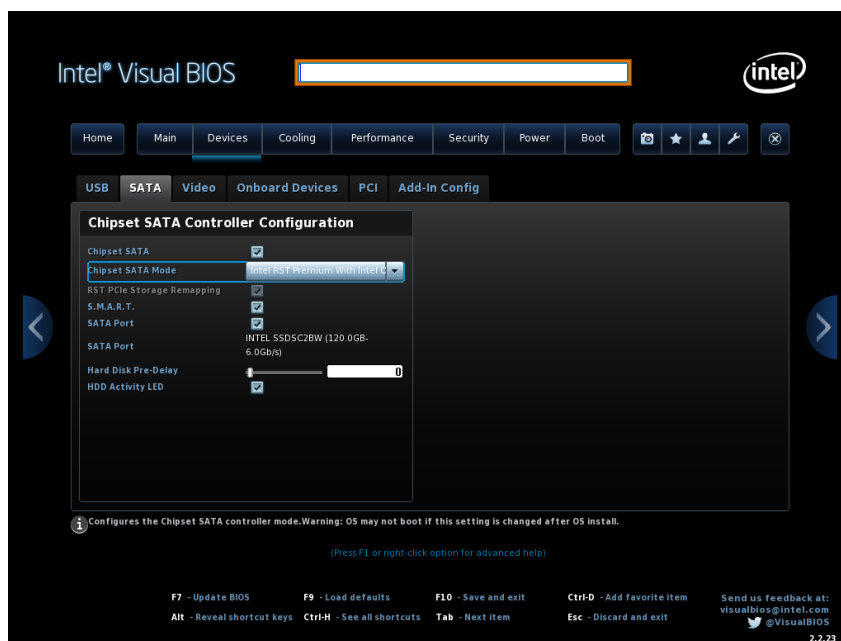 Intel® Visual BIOS
intel
Home Main Devices Cooling Performance Security Power Boot
USB SATA Video Onboard Devices PCI Add-In Config
Chipset SATA Controller Configuration
Chipset SATA
Chipset SATA Mode Intel RST Premium With Intel
RST PCIe Storage Remapping
S.M.A.R.T.
SATA Port
SATA Port INTEL SSDSC2BW (120.0GB-
6.0Gb/s)
Hard Disk Pre-Delay 0
HDD Activity LED
Configures the Chipset SATA controller mode.Warning: OS may not boot if this setting is changed after OS install.
(Press F1 or right-click option for advanced help)
F7 - Update BIOS F9 - Load defaults F10 - Save and exit Ctrl-D - Add favorite item
Alt - Reveal shortcut keys Ctrl-H - See all shortcuts Tab - Next item Esc - Discard and exit
Send us feedback at:
visualbios@intel.com
@VisualBIOS
2.2.23